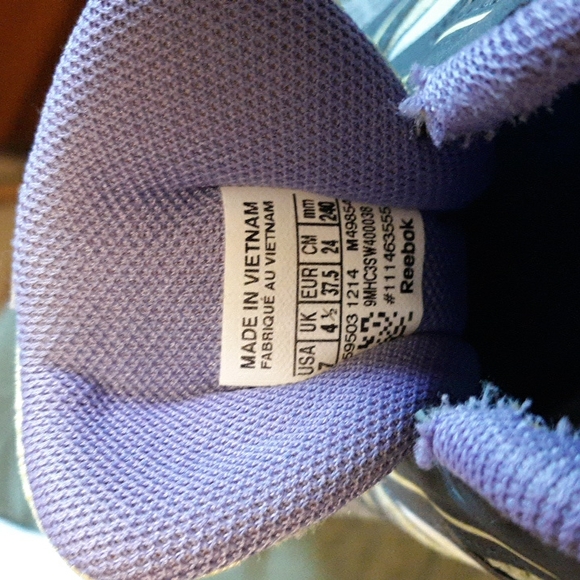 MADE IN VIETNAM
FABRIQUÉ AU VIETNAM
USA UK EUR CM mm
7 4 ½ 37.5 24 240
59503 1214 M4985
9MHC3SW400038
#111463555
Reebok